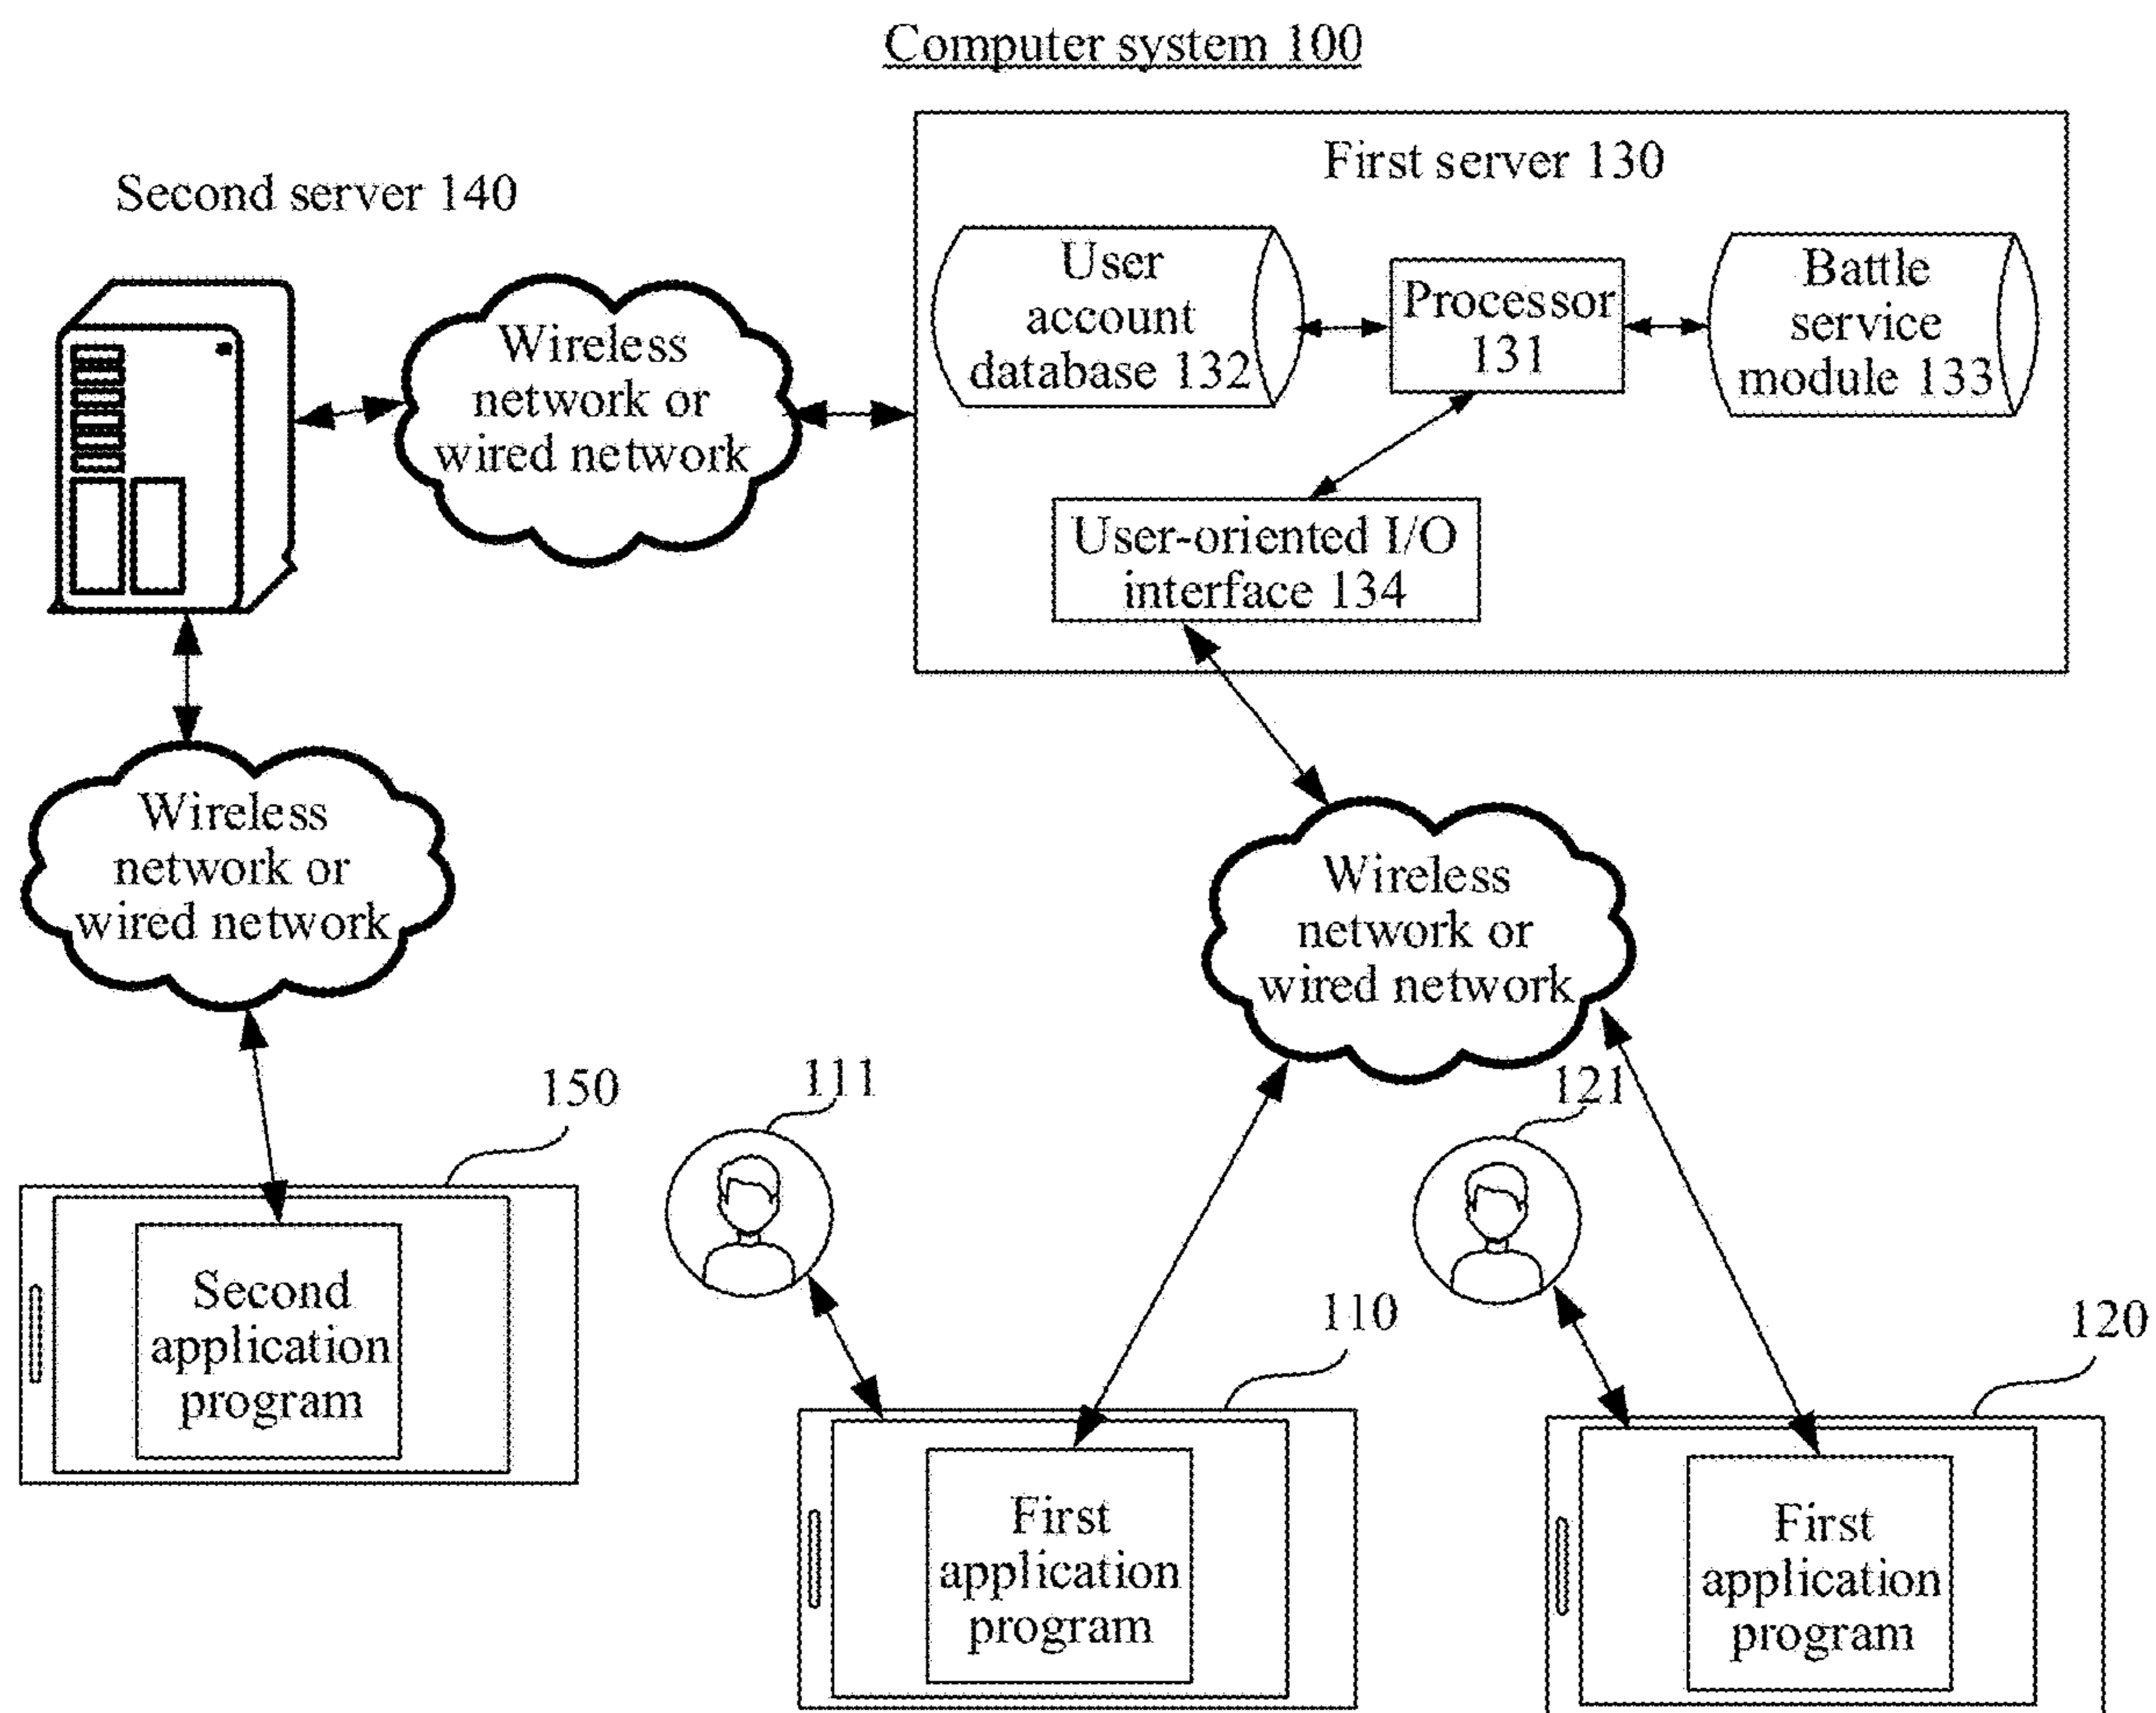 Computer system 100
Second server 140
First server 130
User
account
database 132
Processor
131
Battle
service
module 133
Wireless
network or
wired network
User-oriented I/O
interface 134
Wireless
network or
wired network
Wireless
network or
wired network
150
111
121
Second
application
program
110
120
First
application
program
First
application
program